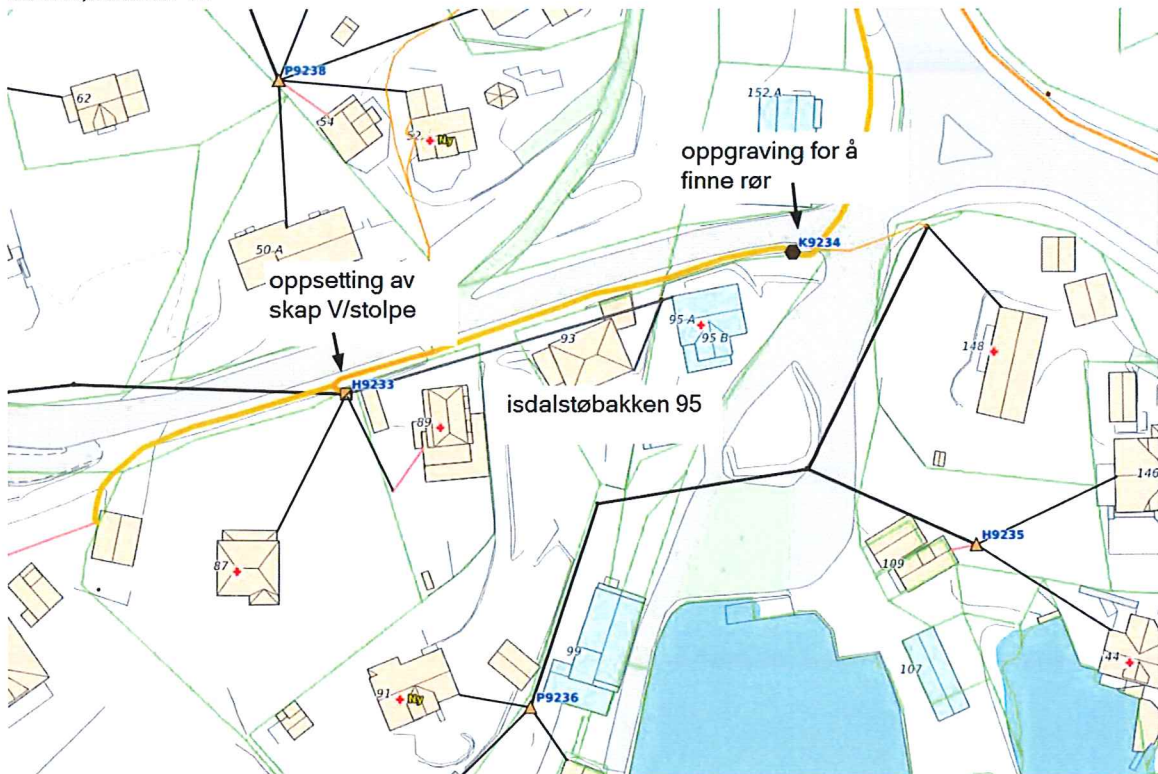 P9238
62
54
52
Ny
152 A
oppgraving for å
finne rør
K9234
50 A
oppsetting av
skap V/stolpe
95 A
95 B
93
148
H9233
isdalstøbakken 95
89
146
H9235
109
87
99
107
44
91
Ny
P9236